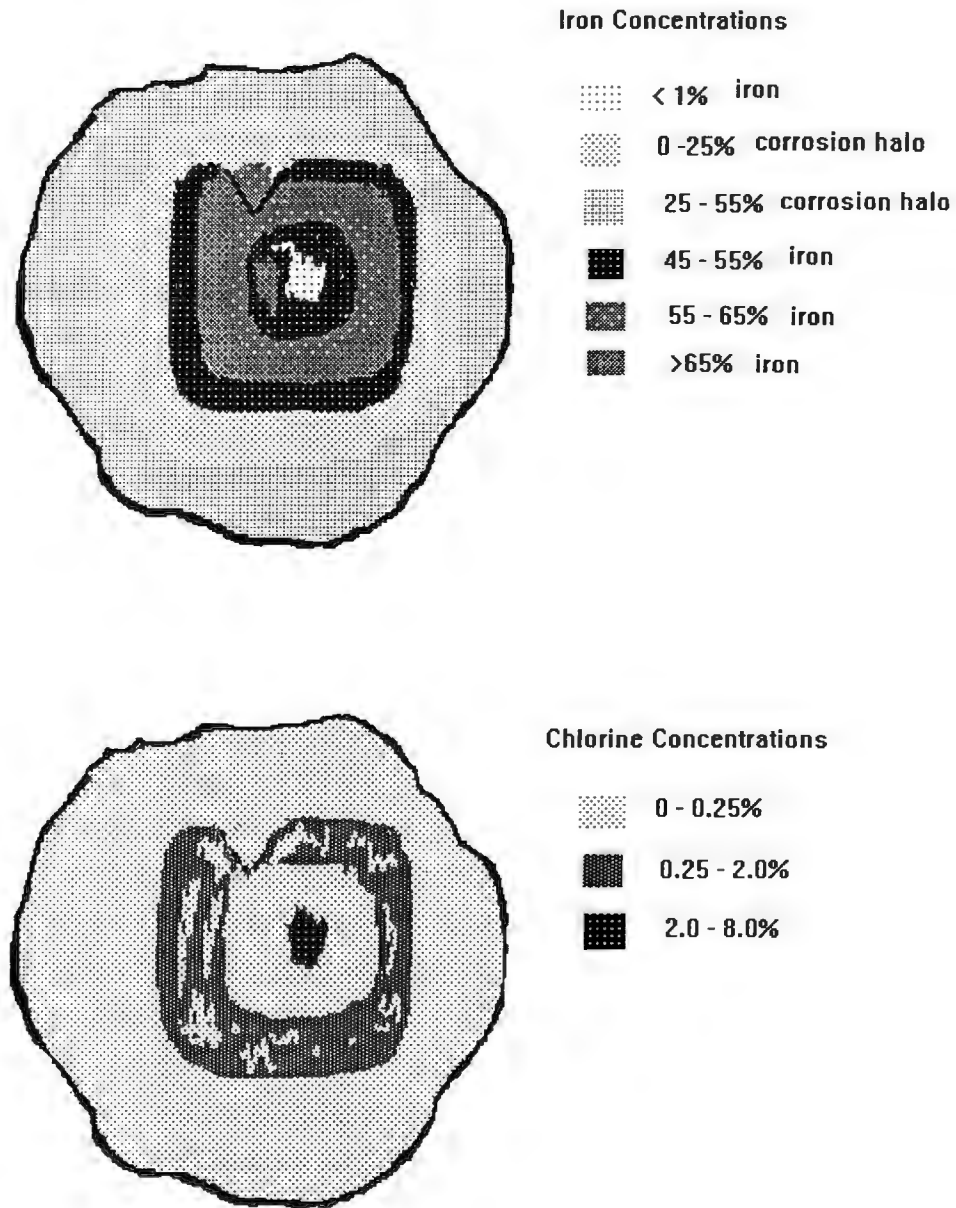 Iron Concentrations
< 1% iron
0 -25% corrosion halo
25 - 55% corrosion halo
45 - 55% iron
55 - 65% iron
>65% iron
Chlorine Concentrations
0 - 0.25%
0.25 - 2.0%
2.0 - 8.0%